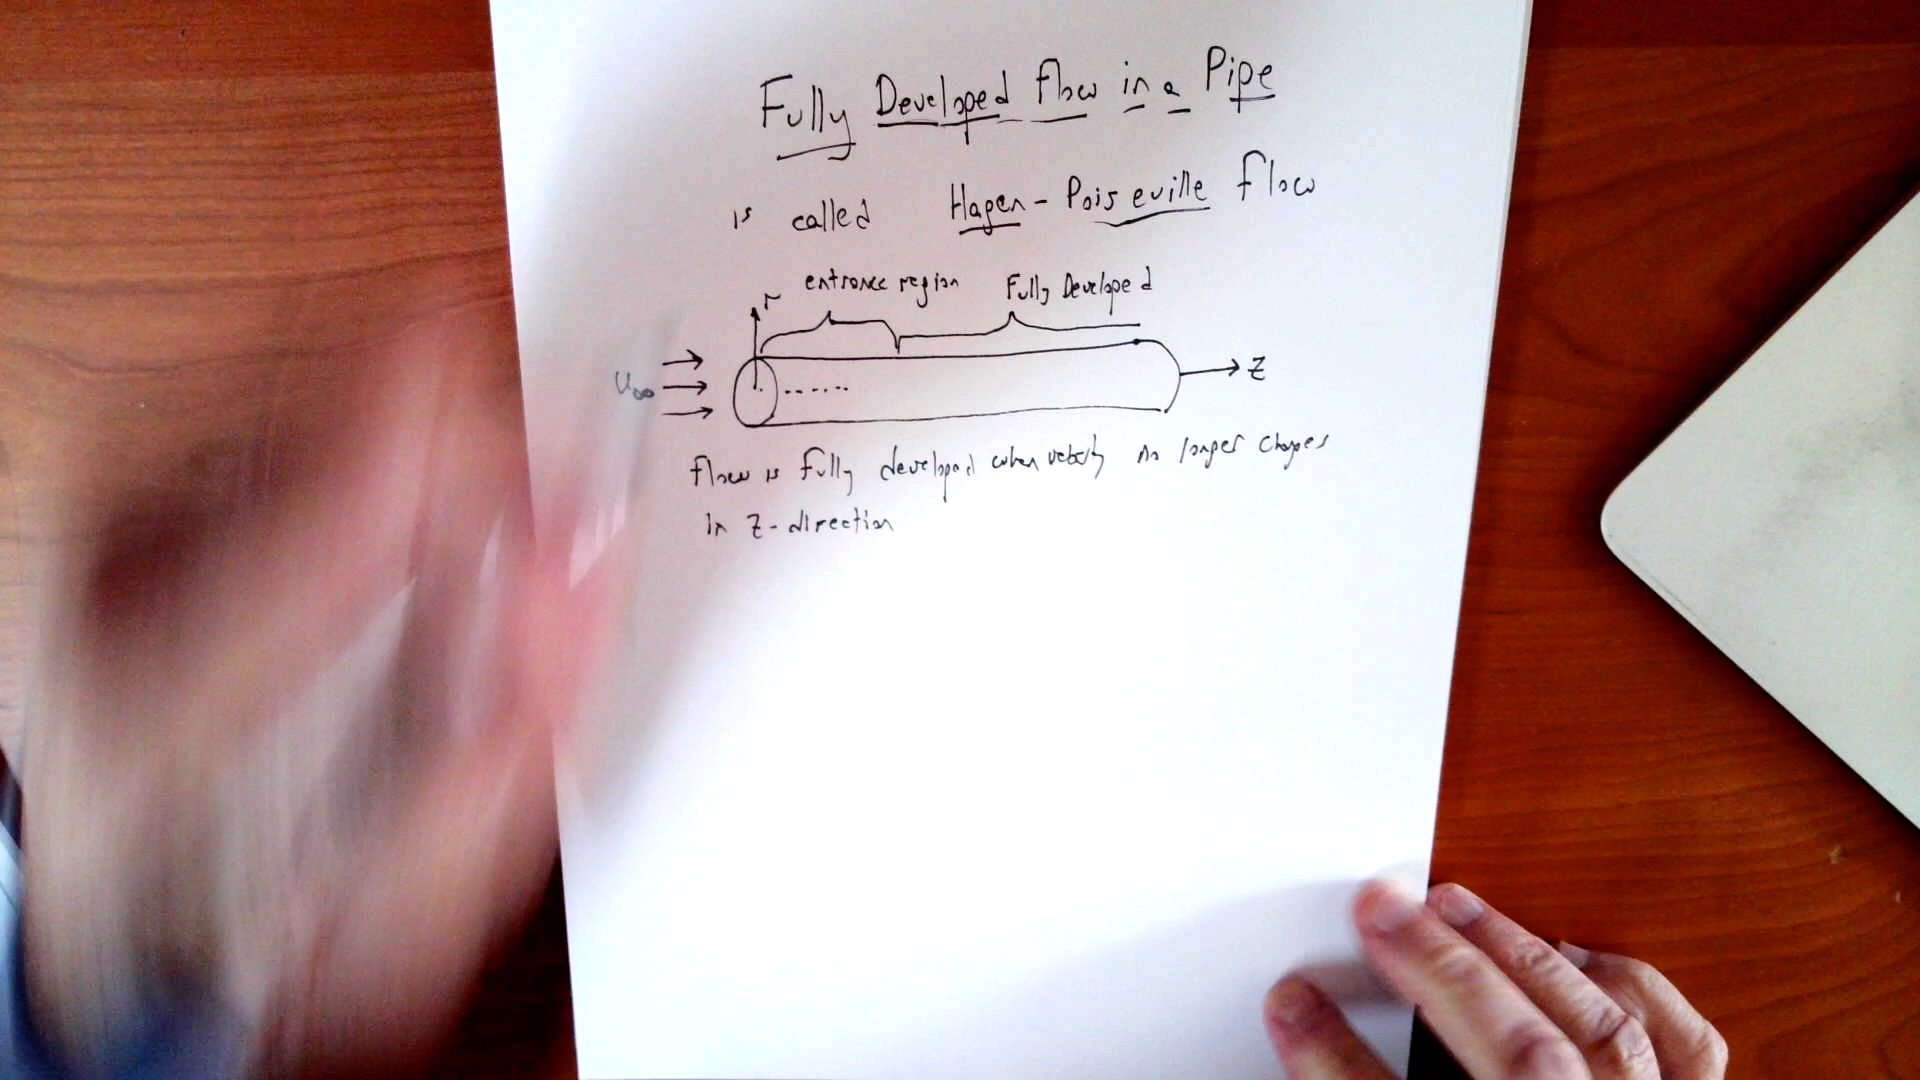 Fully Developed Flow in a Pipe
is called Hagen-Poiseuille flow
entrance region Fully Developed
r
U∞
z
flow is fully developed when velocity no longer changes
in z-direction